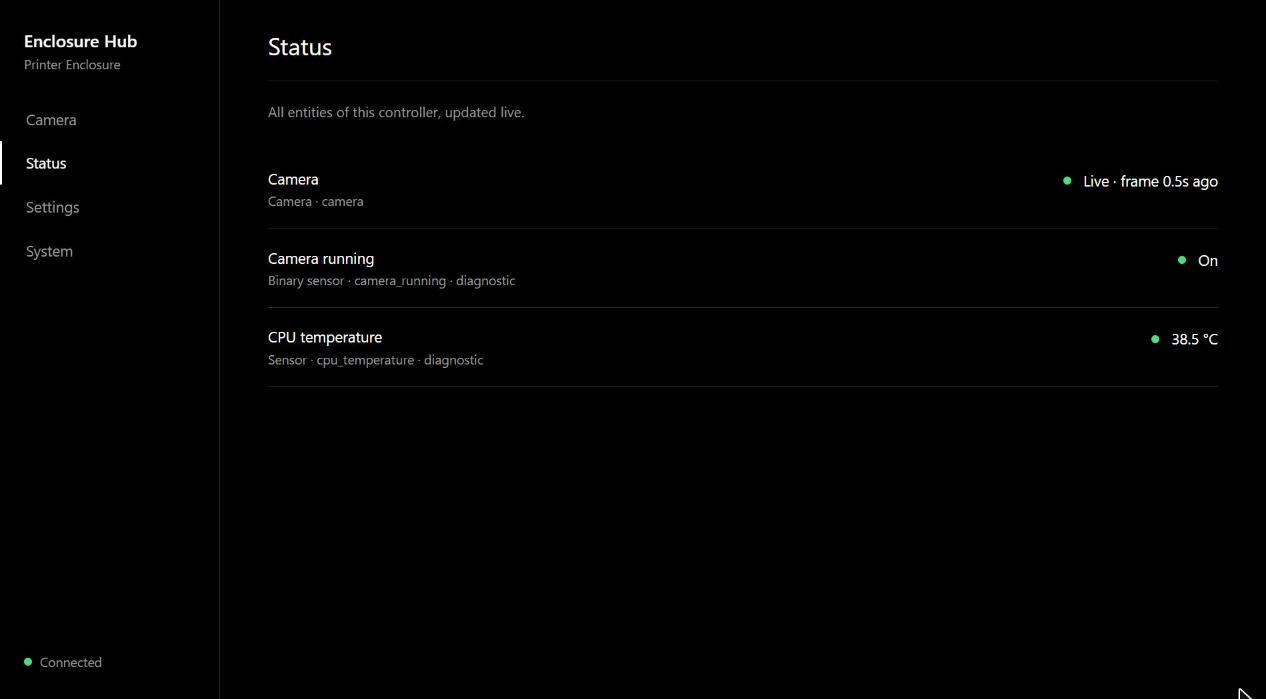 Enclosure Hub
Printer Enclosure
Camera
Status
Settings
System
Connected
Status
All entities of this controller, updated live.
Camera
Camera · camera
Live · frame 0.5s ago
Camera running
Binary sensor · camera_running · diagnostic
On
CPU temperature
Sensor · cpu_temperature · diagnostic
38.5 °C